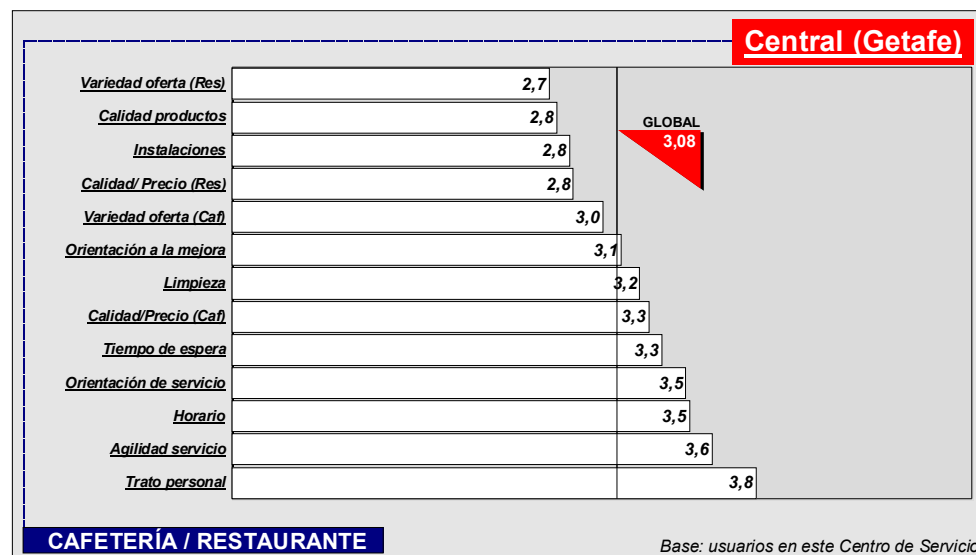 Central (Getafe)
Variedad oferta (Res) 2,7
Calidad productos 2,8
GLOBAL
3,08
Instalaciones 2,8
Calidad/ Precio (Res) 2,8
Variedad oferta (Caf) 3,0
Orientación a la mejora 3,1
Limpieza 3,2
Calidad/Precio (Caf) 3,3
Tiempo de espera 3,3
Orientación de servicio 3,5
Horario 3,5
Agilidad servicio 3,6
Trato personal 3,8
CAFETERÍA / RESTAURANTE
Base: usuarios en este Centro de Servicio